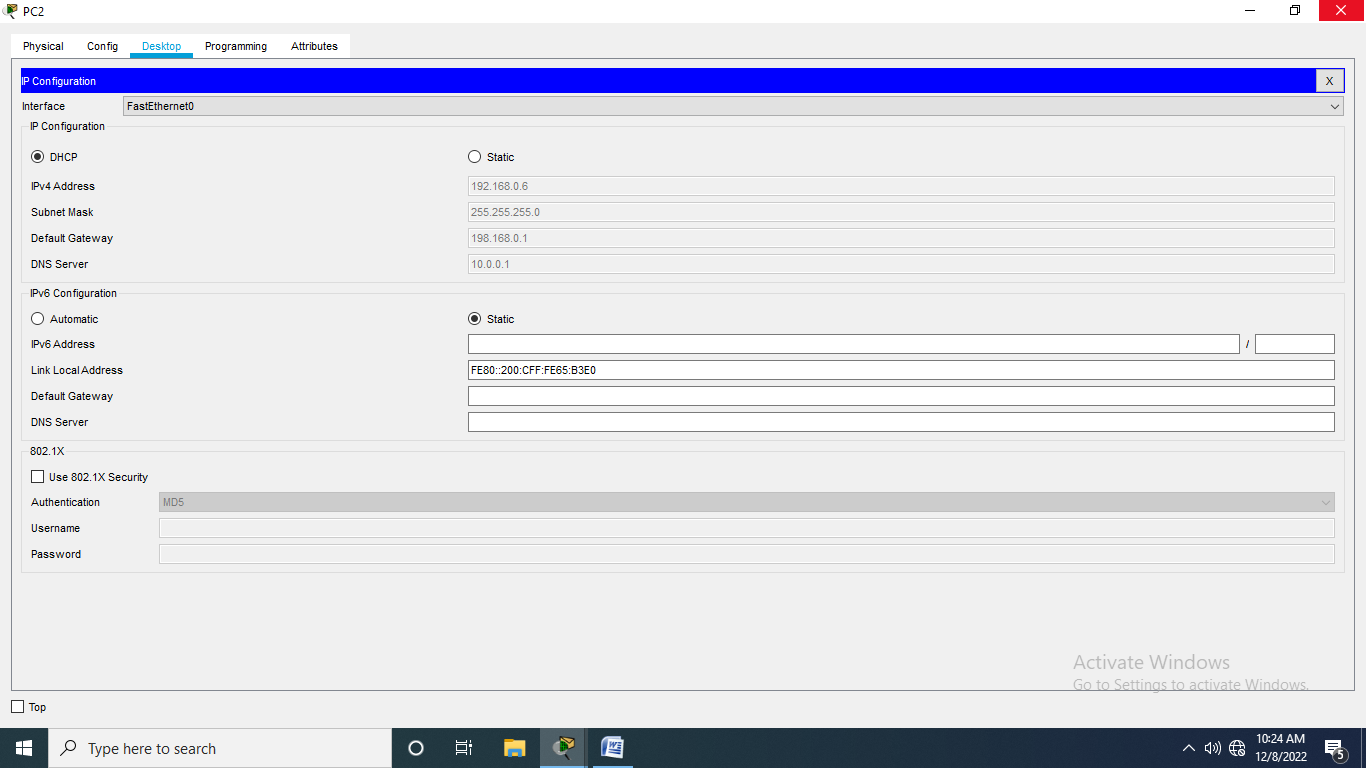 PC2
Physical Config Desktop Programming Attributes
IP Configuration X
Interface FastEthernet0
IP Configuration
DHCP Static
IPv4 Address 192.168.0.6
Subnet Mask 255.255.255.0
Default Gateway 198.168.0.1
DNS Server 10.0.0.1
IPv6 Configuration
Automatic Static
IPv6 Address /
Link Local Address FE80::200:CFF:FE65:B3E0
Default Gateway
DNS Server
802.1X
Use 802.1X Security
Authentication MD5
Username
Password
Activate Windows
Go to Settings to activate Windows.
Top
Type here to search
10:24 AM
12/8/2022
5